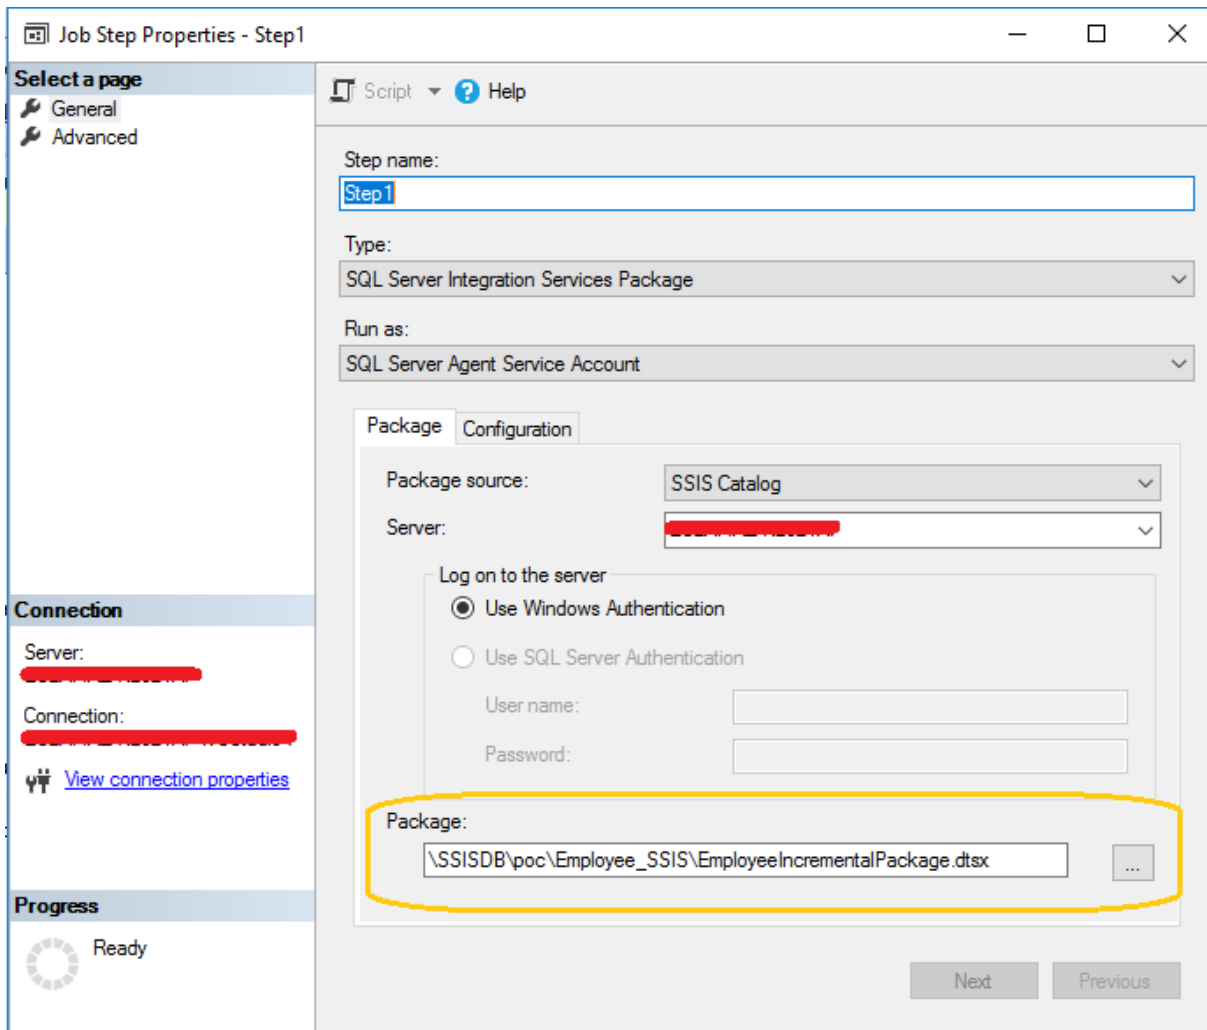 Job Step Properties - Step1
Select a page
General
Advanced
Script
Help
Step name:
Step1
Type:
SQL Server Integration Services Package
Run as:
SQL Server Agent Service Account
Package
Configuration
Package source:
SSIS Catalog
Server:
Log on to the server
Use Windows Authentication
Use SQL Server Authentication
User name:
Password:
Package:
\SSISDB\poc\Employee_SSIS\EmployeeIncrementalPackage.dtsx
...
Connection
Server:
Connection:
View connection properties
Progress
Ready
Next
Previous